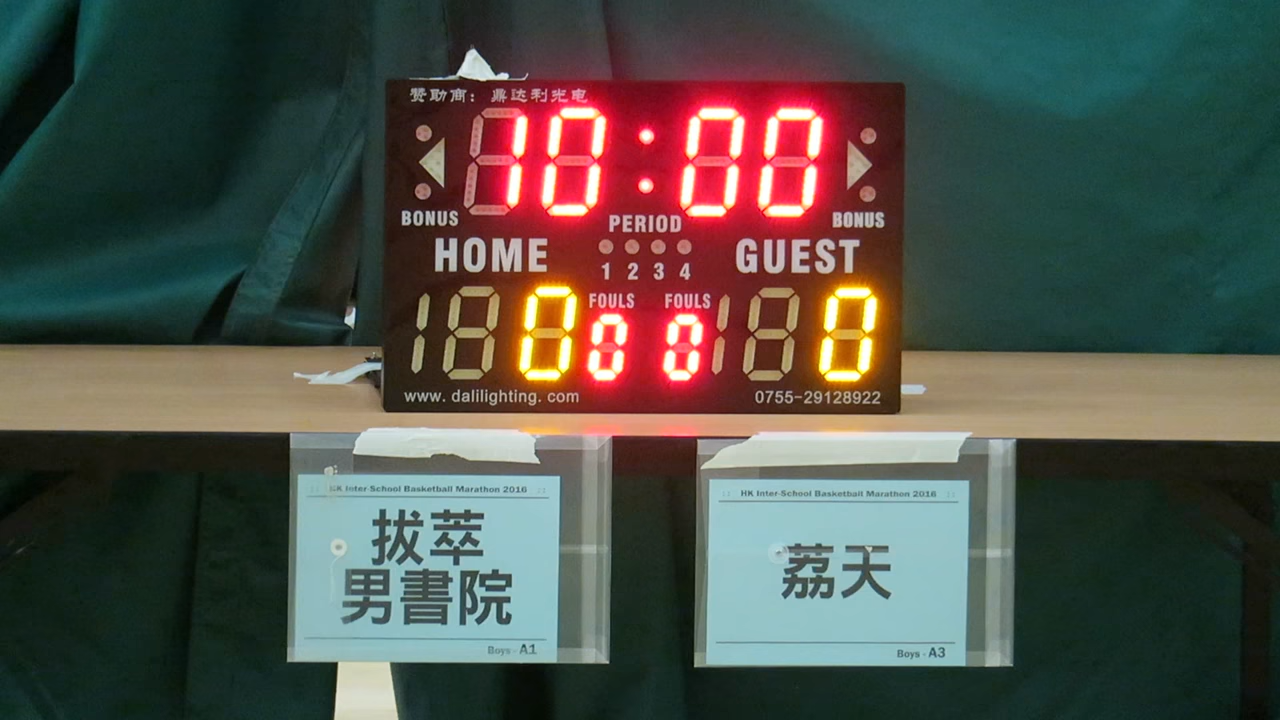 赞助商：鼎达利光电
10:00
BONUS
BONUS
PERIOD
HOME
GUEST
1 2 3 4
FOULS
FOULS
0
0
0
0
www.dalilighting.com
0755-29128922
HK Inter-School Basketball Marathon 2016
拔萃
男書院
Boys - A1
HK Inter-School Basketball Marathon 2016
荔天
Boys - A3